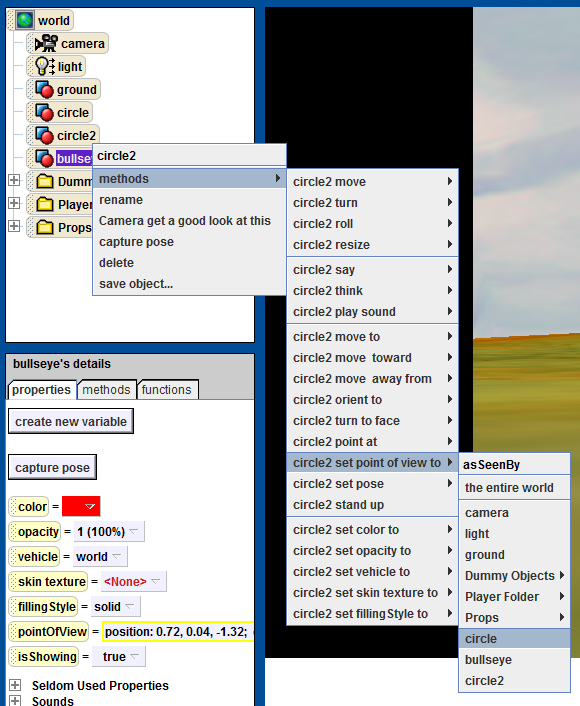 world
camera
light
ground
circle
circle2
bullseye
Dumm
Player
Props
circle2
methods
rename
Camera get a good look at this
capture pose
delete
save object...
circle2 move
circle2 turn
circle2 roll
circle2 resize
circle2 say
circle2 think
circle2 play sound
circle2 move to
circle2 move toward
circle2 move away from
circle2 orient to
circle2 turn to face
circle2 point at
circle2 set point of view to
circle2 set pose
circle2 stand up
circle2 set color to
circle2 set opacity to
circle2 set vehicle to
circle2 set skin texture to
circle2 set fillingStyle to
asSeenBy
the entire world
camera
light
ground
Dummy Objects
Player Folder
Props
circle
bullseye
circle2
bullseye's details
properties methods functions
create new variable
capture pose
color =
opacity = 1 (100%)
vehicle = world
skin texture = <None>
fillingStyle = solid
pointOfView = position: 0.72, 0.04, -1.32;
isShowing = true
Seldom Used Properties
Sounds